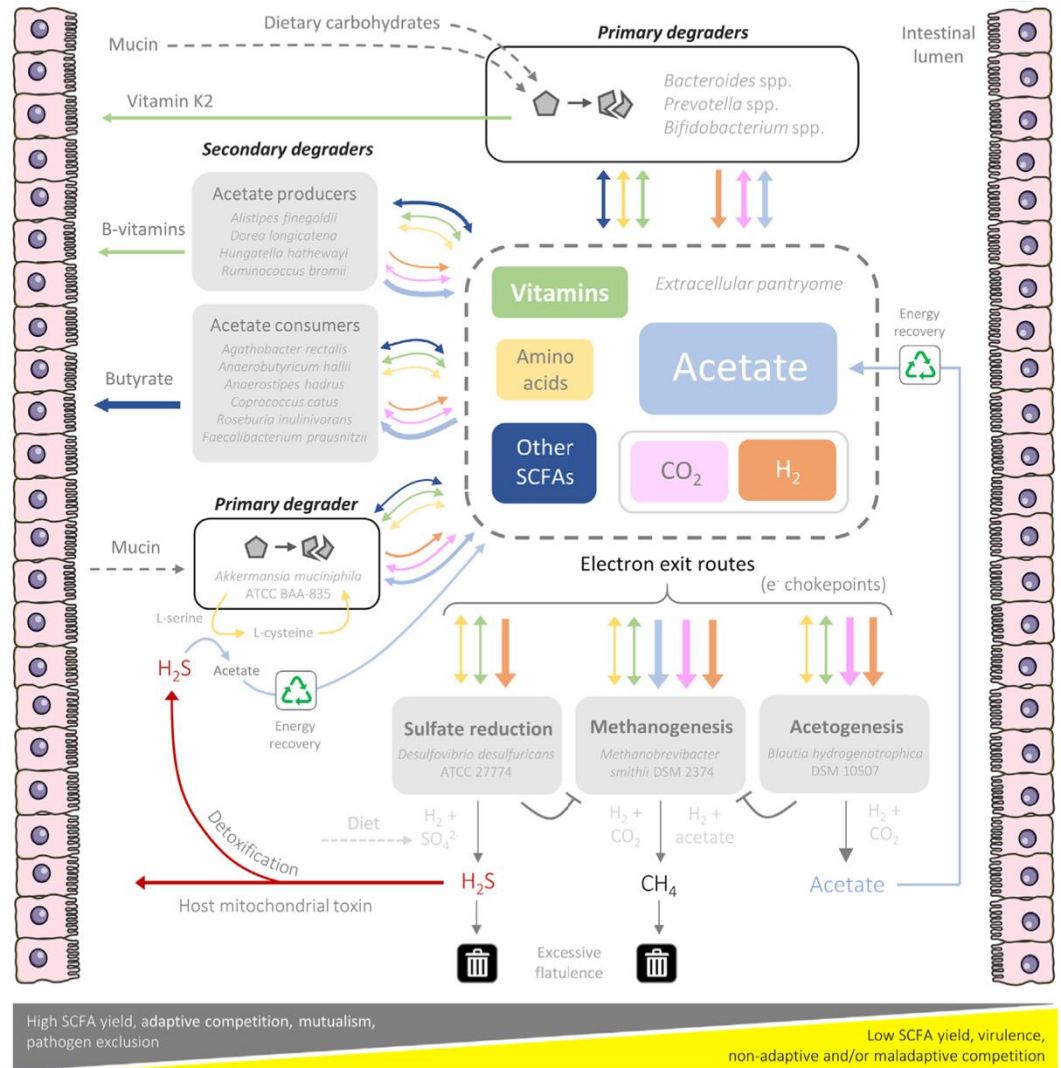 Dietary carbohydrates
Mucin
Primary degraders
Intestinal
lumen
Bacteroides spp.
Prevotella spp.
Bifidobacterium spp.
Vitamin K2
Secondary degraders
Acetate producers
Alistipes finegoldii
Dorea longicatena
Hungatella hathewayi
Ruminococcus bromii
B-vitamins
Vitamins
Extracellular pantryome
Acetate consumers
Agathobacter rectalis
Anaerobutyricum hallii
Anaerostipes hadrus
Coprococcus catus
Roseburia inulinivorans
Faecalibacterium prausnitzii
Butyrate
Amino
acids
Acetate
Energy
recovery
Other
SCFAs
CO₂
H₂
Primary degrader
Mucin
Akkermansia muciniphila
ATCC BAA-835
L-serine
L-cysteine
H₂S
Acetate
Energy
recovery
Electron exit routes
(e⁻ chokepoints)
Sulfate reduction
Desulfovibrio desulfuricans
ATCC 27774
Methanogenesis
Methanobrevibacter
smithii DSM 2374
Acetogenesis
Blautia hydrogenotrophica
DSM 10507
Diet
H₂ +
SO₄²⁻
H₂ +
CO₂
H₂ +
acetate
H₂ +
CO₂
Detoxification
H₂S
CH₄
Acetate
Host mitochondrial toxin
Excessive
flatulence
High SCFA yield, adaptive competition, mutualism,
pathogen exclusion
Low SCFA yield, virulence,
non-adaptive and/or maladaptive competition